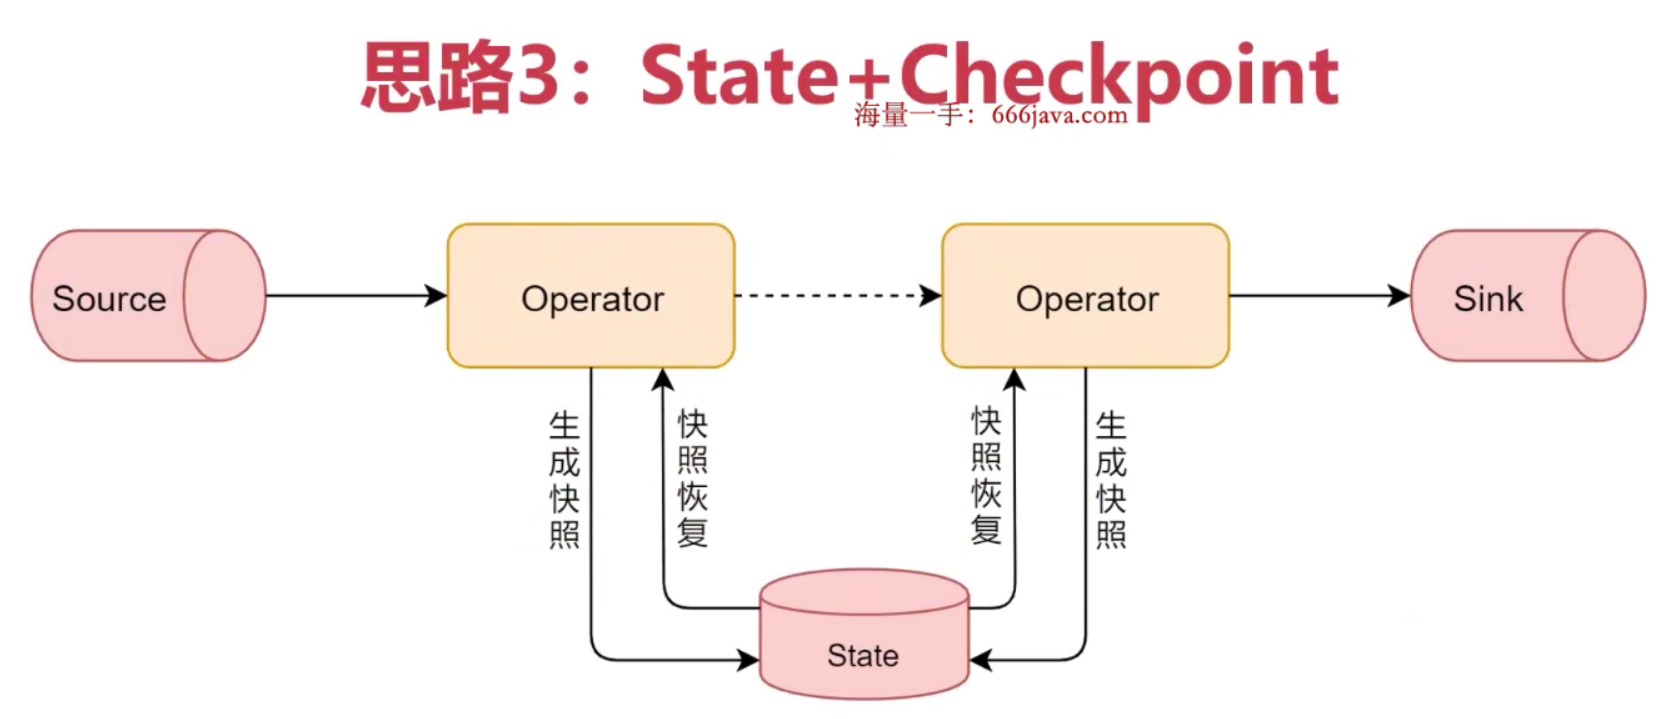 思路3：State+Checkpoint
海量一手：666java.com
Source
Operator
Operator
Sink
生成快照
快照恢复
快照恢复
生成快照
State